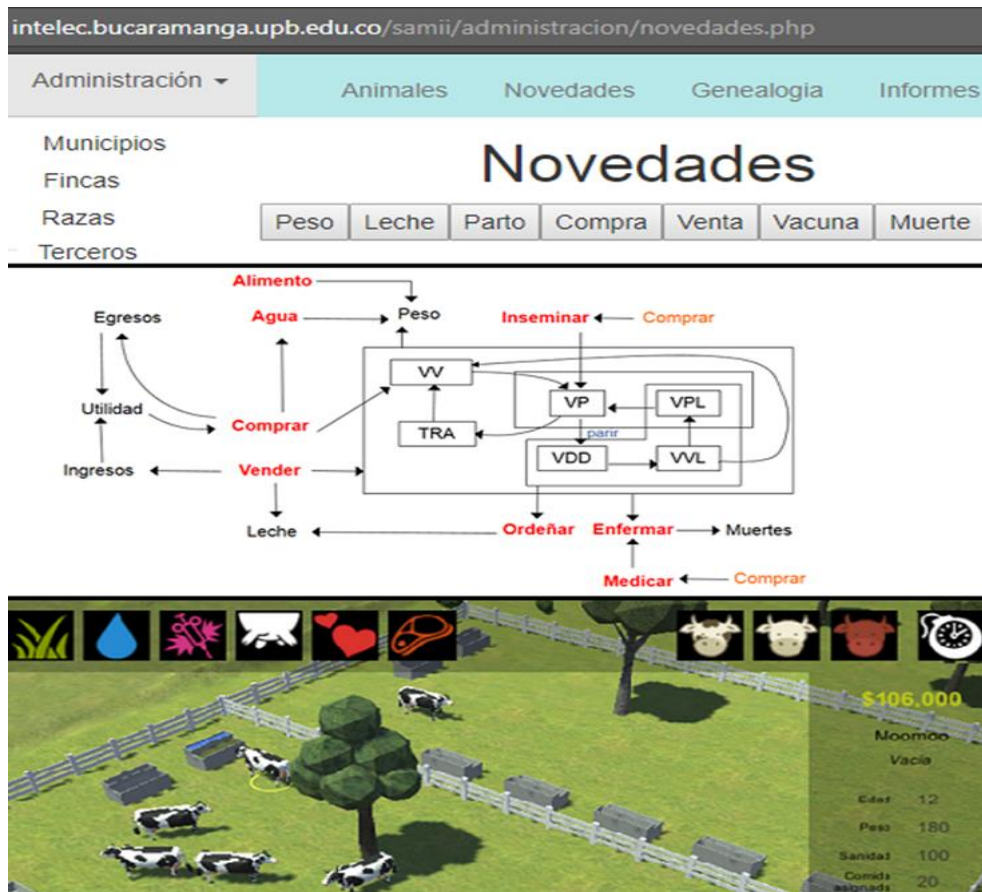 intelec.bucaramanga.upb.edu.co/samii/administracion/novedades.php
Administración Animales Novedades Genealogia Informes
Municipios
Fincas
Razas
Terceros
Novedades
Peso Leche Parto Compra Venta Vacuna Muerte
Alimento
Egresos Agua Peso Inseminar Comprar
VV
Utilidad VP VPL
Comprar TRA parir
VDD VVL
Ingresos Vender
Leche Ordeñar Enfermar Muertes
Medicar Comprar
$106,000
Noomoo
Vacia
Edad 12
Peso 180
Sanidad 100
Comida
asignada 20